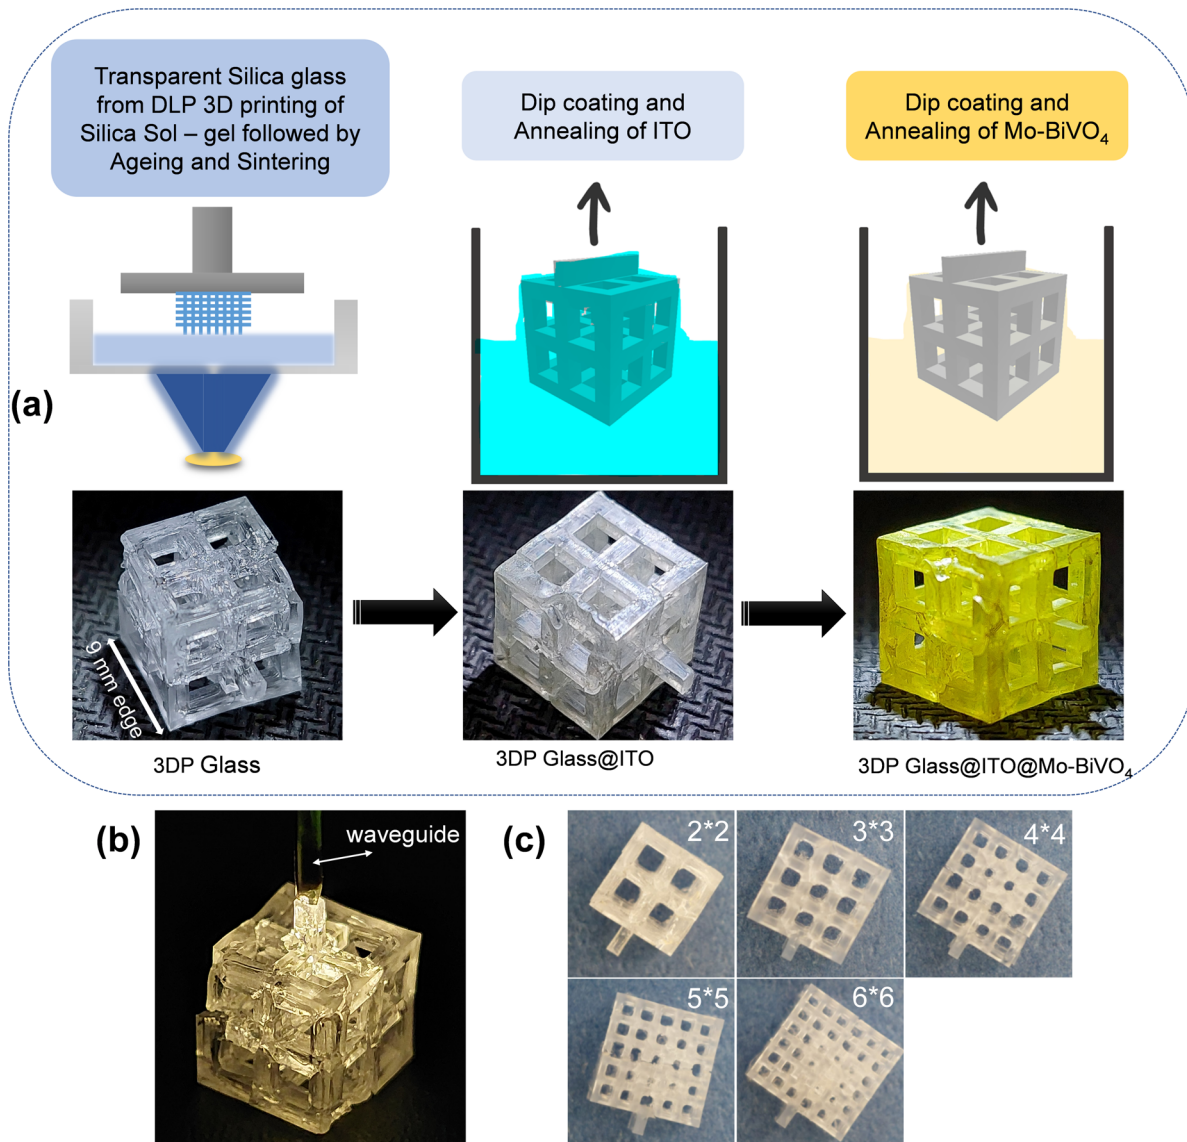 Transparent Silica glass
from DLP 3D printing of
Silica Sol – gel followed by
Ageing and Sintering
Dip coating and
Annealing of ITO
Dip coating and
Annealing of Mo-BiVO₄
(a)
9 mm edge
3DP Glass
3DP Glass@ITO
3DP Glass@ITO@Mo-BiVO₄
(b)
waveguide
(c)
2*2
3*3
4*4
5*5
6*6